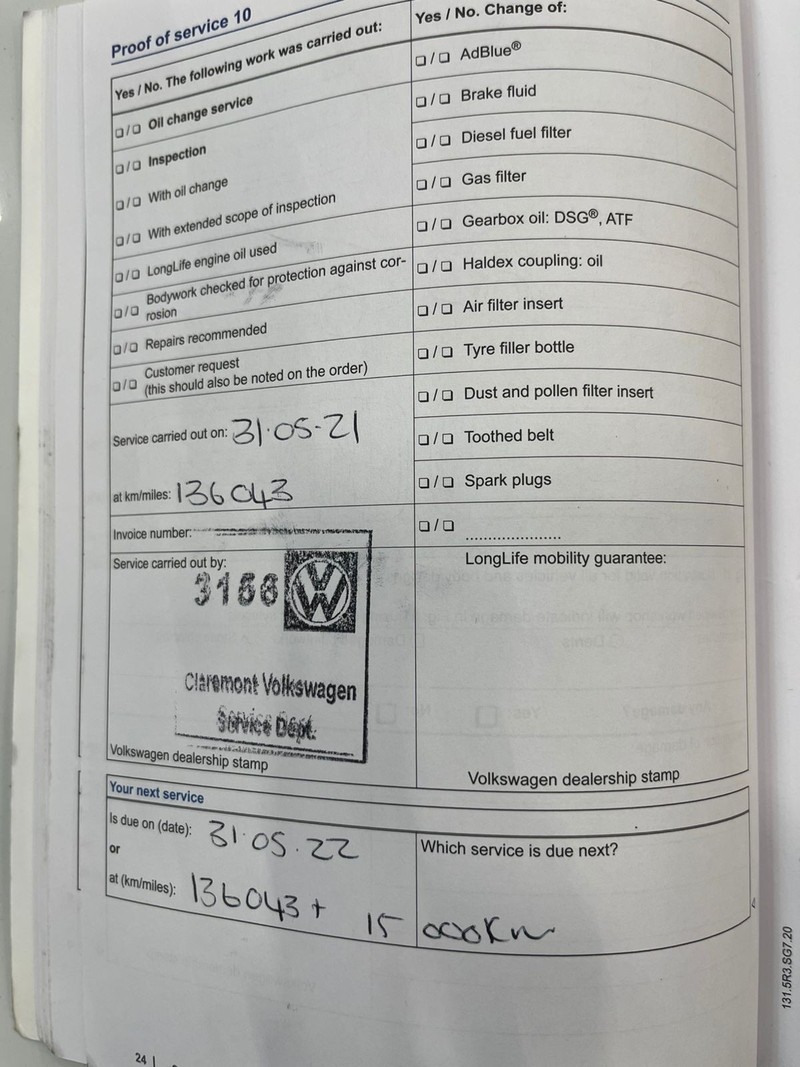 Proof of service 10
Yes / No. The following work was carried out:
❏/❏ Oil change service
❏/❏ Inspection
❏/❏ With oil change
❏/❏ With extended scope of inspection
❏/❏ LongLife engine oil used
❏/❏ Bodywork checked for protection against cor-
rosion
❏/❏ Repairs recommended
❏/❏ Customer request
(this should also be noted on the order)
Service carried out on: 31·05-21
at km/miles: 136043
Invoice number:
Service carried out by:
3166
Claremont Volkswagen
Service Dept.
Volkswagen dealership stamp
Yes / No. Change of:
❏/❏ AdBlue®
❏/❏ Brake fluid
❏/❏ Diesel fuel filter
❏/❏ Gas filter
❏/❏ Gearbox oil: DSG®, ATF
❏/❏ Haldex coupling: oil
❏/❏ Air filter insert
❏/❏ Tyre filler bottle
❏/❏ Dust and pollen filter insert
❏/❏ Toothed belt
❏/❏ Spark plugs
❏/❏ .....................
LongLife mobility guarantee:
Volkswagen dealership stamp
Your next service
Is due on (date): 31·05.22
or
at (km/miles): 136043 + 15 000Km
Which service is due next?
24
131.5R3.SG7.20